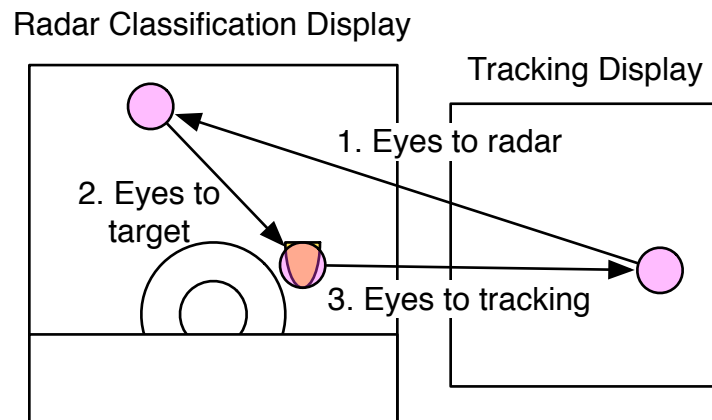 Radar Classification Display
Tracking Display
1. Eyes to radar
2. Eyes to
target
3. Eyes to tracking